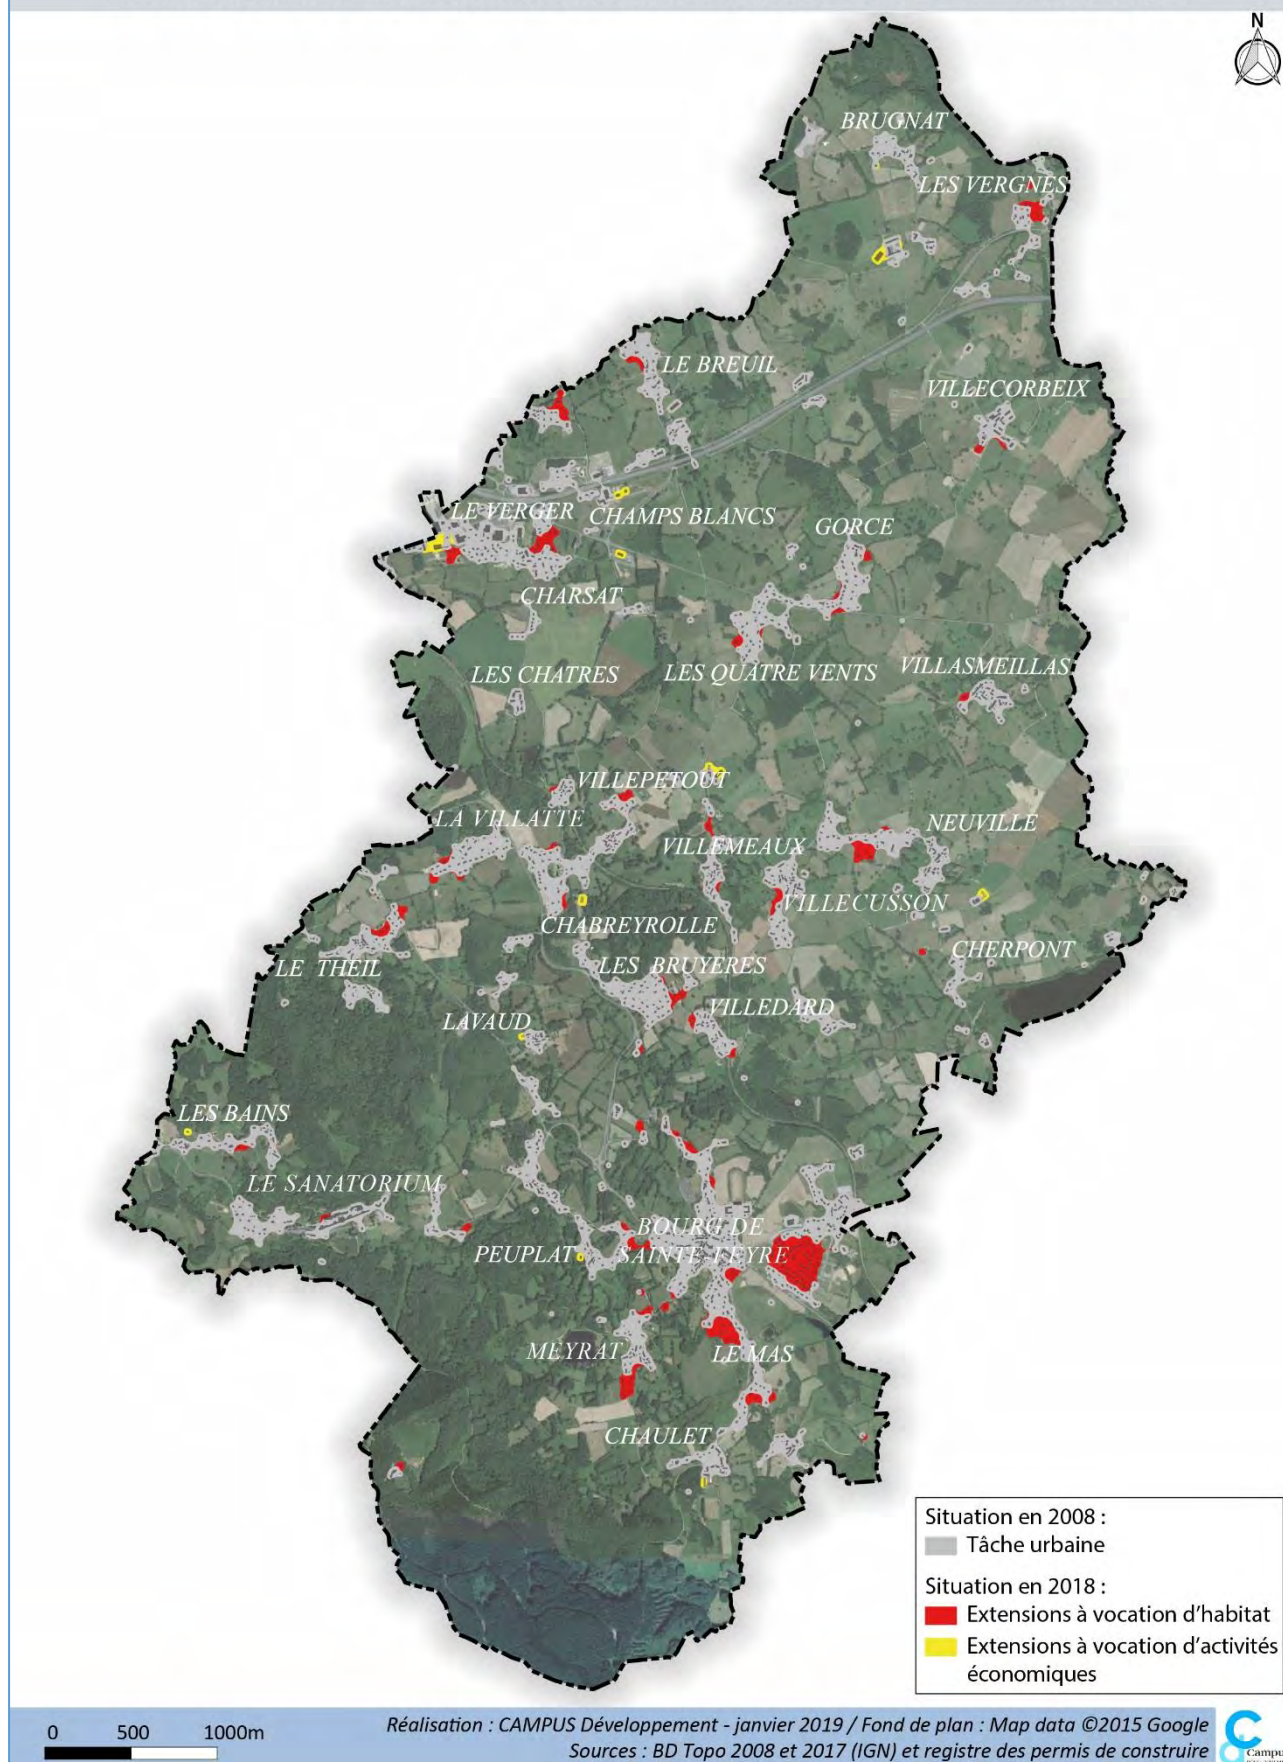 N
BRUGNAT
LES VERGNES
LE BREUIL
VILLECORBEIX
LE VERGER
CHAMPS BLANCS
GORCE
CHARSAT
LES CHATRES
LES QUATRE VENTS
VILLASMEILLAS
VILLEPETOUT
LA VILLATTE
NEUVILLE
VILLEMEAUX
VILLECUSSON
CHABREYROLLE
CHERPONT
LE THEIL
LES BRUYERES
VILLEDARD
LAVAUD
LES BAINS
LE SANATORIUM
BOURG DE
SAINTE-FEYRE
PEUPLAT
MEYRAT
LE MAS
CHAULET
Situation en 2008 :
Tâche urbaine
Situation en 2018 :
Extensions à vocation d'habitat
Extensions à vocation d'activités
économiques
0 500 1000m
Réalisation : CAMPUS Développement - janvier 2019 / Fond de plan : Map data ©2015 Google
Sources : BD Topo 2008 et 2017 (IGN) et registre des permis de construire